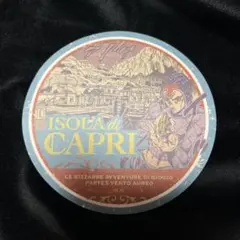 ISOLA di
CAPRI
LE BIZZARRE AVVENTURE DI GIOGIO
PARTE5 VENTO AUREO